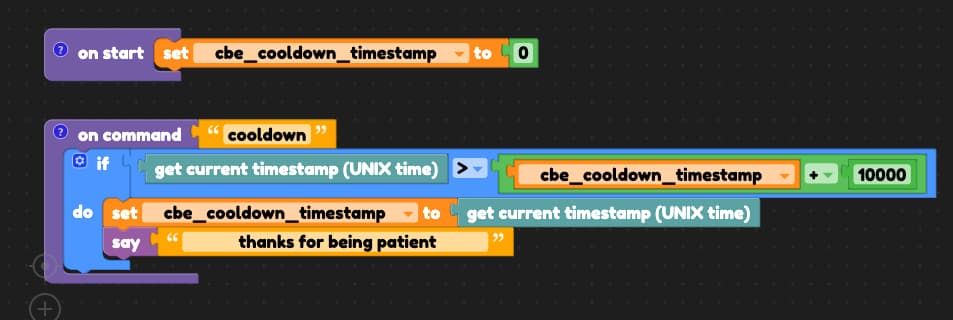 ? on start set cbe_cooldown_timestamp to 0
? on command “ cooldown ”
if get current timestamp (UNIX time) > cbe_cooldown_timestamp + 10000
do set cbe_cooldown_timestamp to get current timestamp (UNIX time)
say “ thanks for being patient ”